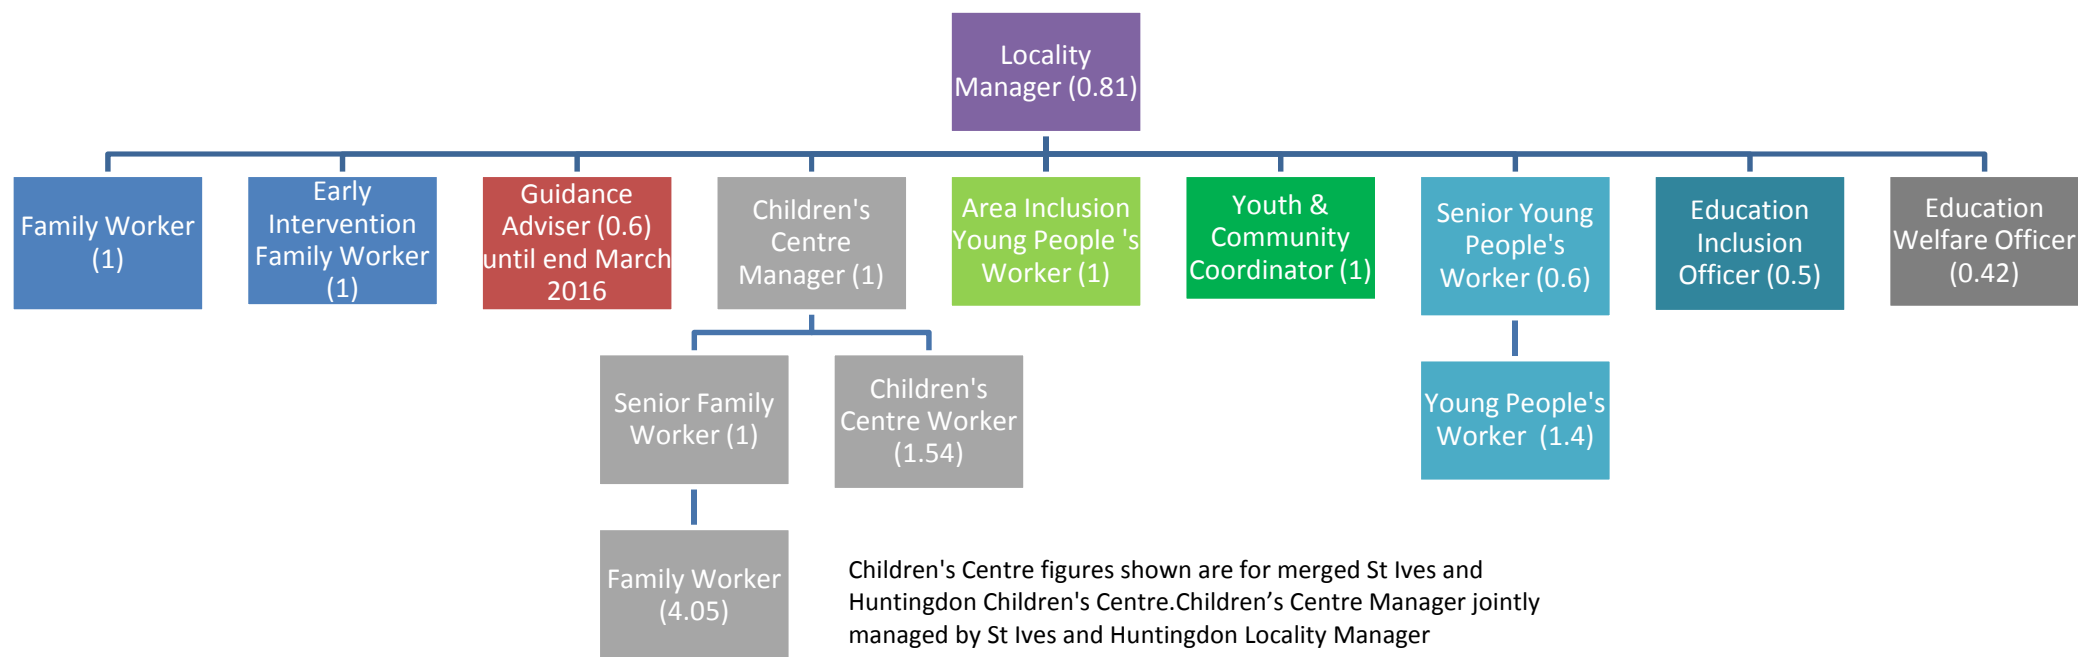 Locality
Manager (0.81)
Family Worker
(1)
Early
Intervention
Family Worker
(1)
Guidance
Adviser (0.6)
until end March
2016
Children's
Centre
Manager (1)
Area Inclusion
Young People 's
Worker (1)
Youth &
Community
Coordinator (1)
Senior Young
People's
Worker (0.6)
Education
Inclusion
Officer (0.5)
Education
Welfare Officer
(0.42)
Senior Family
Worker (1)
Children's
Centre Worker
(1.54)
Young People's
Worker  (1.4)
Family Worker
(4.05)
Children's Centre figures shown are for merged St Ives and
Huntingdon Children's Centre.Children’s Centre Manager jointly
managed by St Ives and Huntingdon Locality Manager